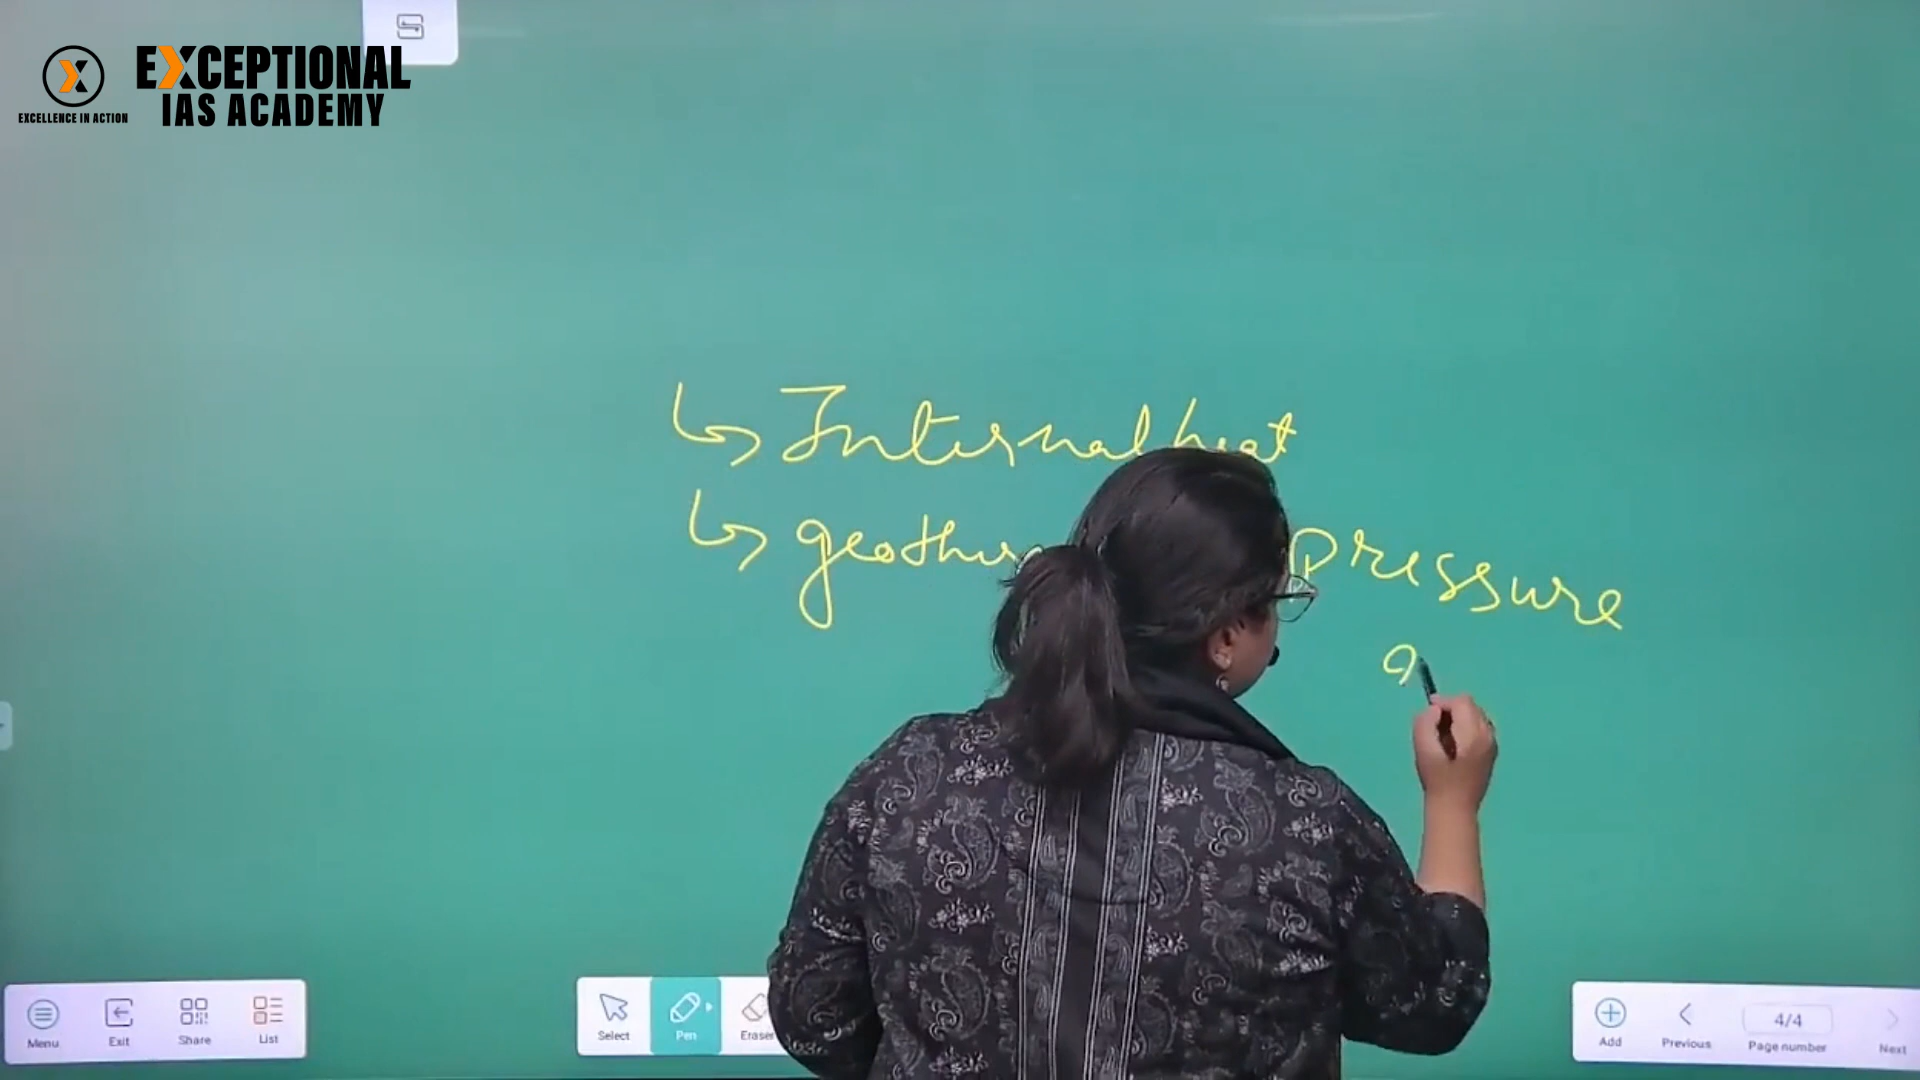 EXCEPTIONAL
IAS ACADEMY
EXCELLENCE IN ACTION
↳ Internal heat
↳ pressure
Menu
Exit
Share
List
Select
Pen
Eraser
Add
Previous
4/4
Page number
Next